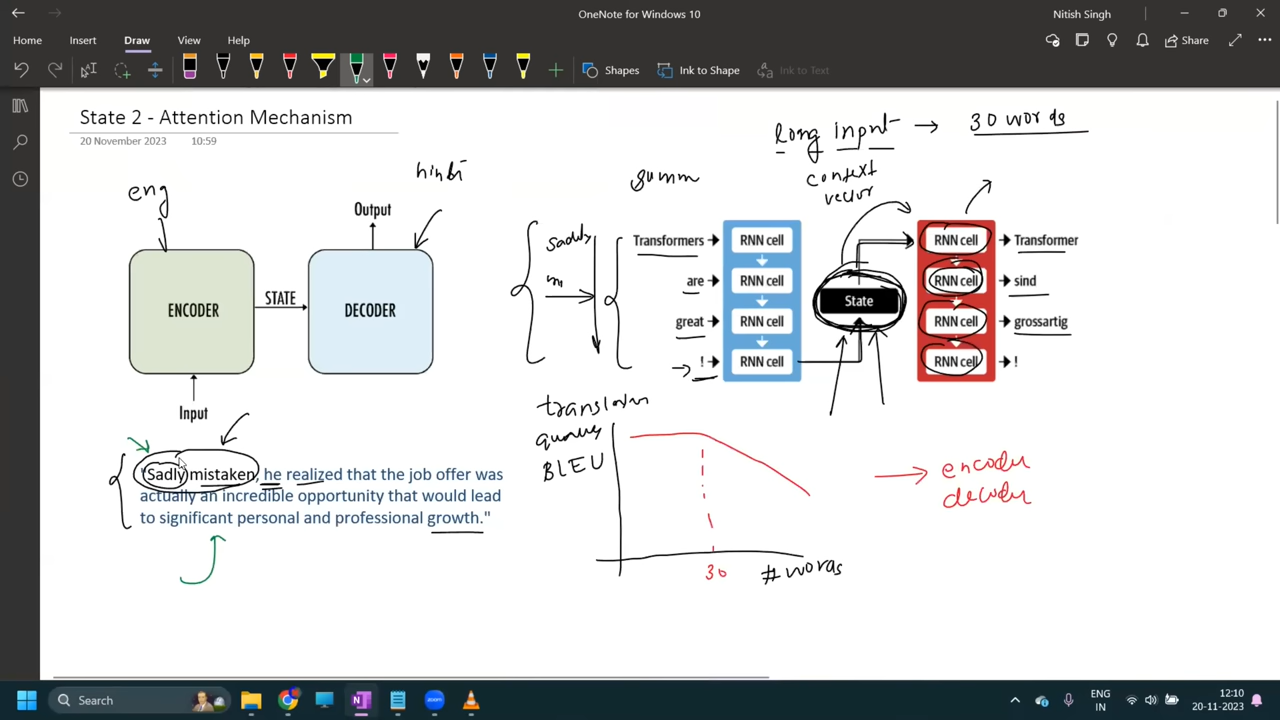 OneNote for Windows 10
Nitish Singh
Home
Insert
Draw
View
Help
Share
Shapes
Ink to Shape
Ink to Text
State 2 - Attention Mechanism
20 November 2023 10:59
long input → 30 words
context
vector
eng
hindi
summ
Output
ENCODER
STATE
DECODER
Input
sadly
m
Transformers
are
great
!
RNN cell
RNN cell
RNN cell
RNN cell
State
RNN cell
RNN cell
RNN cell
RNN cell
Transformer
sind
grossartig
!
"Sadly mistaken, he realized that the job offer was
actually an incredible opportunity that would lead
to significant personal and professional growth."
BLEU
30
# words
encoder
decoder
Search
ENG
IN
12:10
20-11-2023